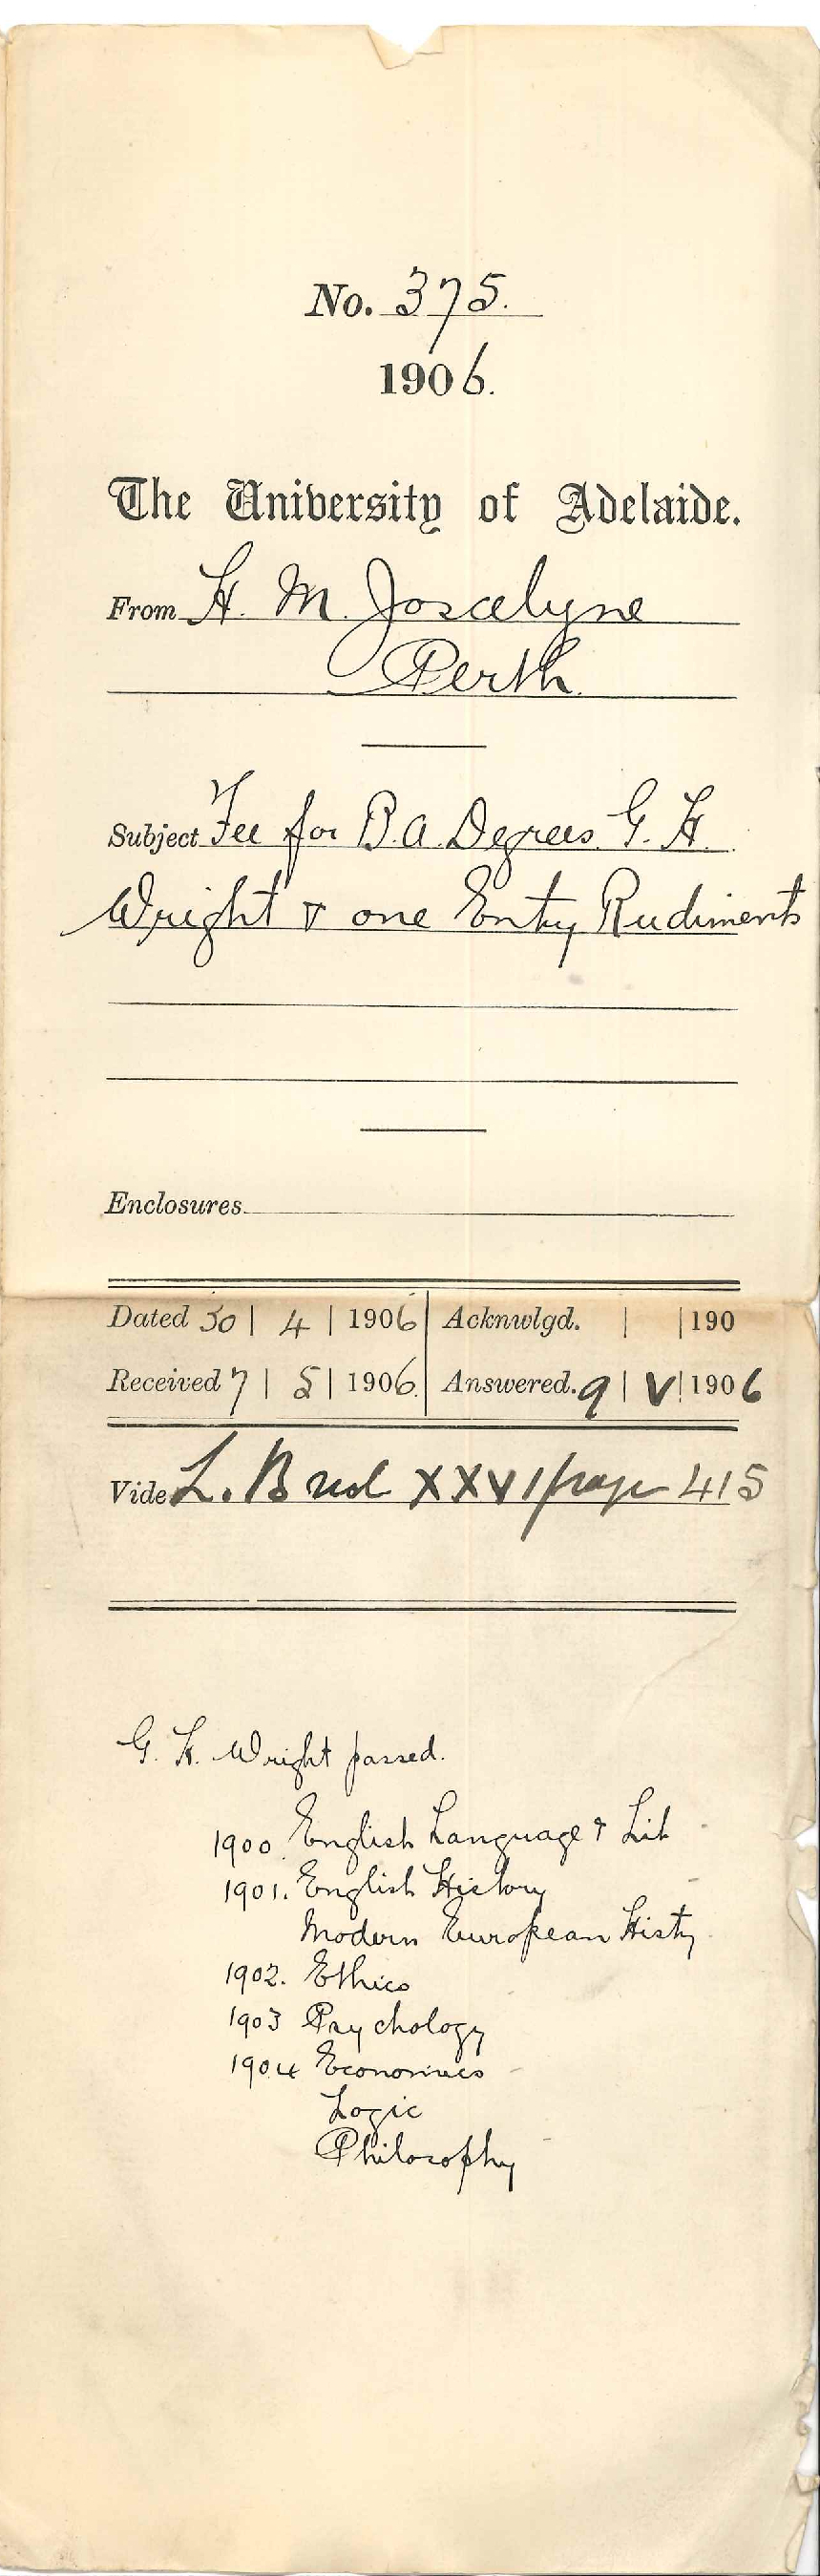 No. 375.
1906.
The University of Adelaide.
From H. M. Joscelyne
Perth
Subject Fee for B.A. Degrees G. H.
Wright & one Entry Rudiments
Enclosures
Dated 30 | 4 | 1906 | Acknwlgd. | | 190
Received 7 | 5 | 1906. | Answered. 9 | V | 1906
Vide L. B vol XXVI page 415
G. H. Wright passed.
1900 English Language & Lit
1901. English History
Modern European Histy
1902. Ethics
1903 Psychology
1904 Economics
Logic
Philosophy